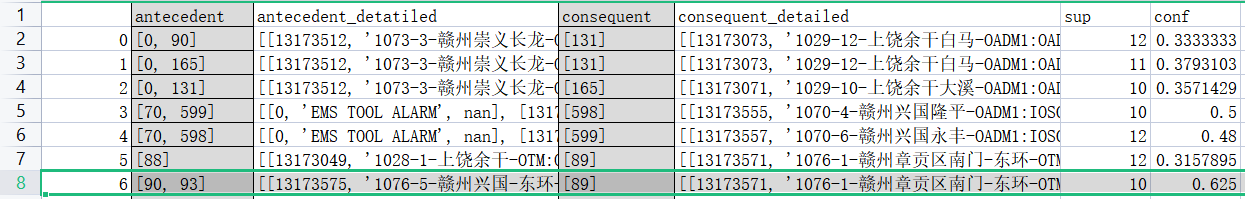 1 antecedent antecedent_detatiled consequent consequent_detailed sup conf
2 0 [0, 90] [[13173512, '1073-3-赣州崇义长龙-O [131] [[13173073, '1029-12-上饶余干白马-OADM1:OAI 12 0.3333333
3 1 [0, 165] [[13173512, '1073-3-赣州崇义长龙-O [131] [[13173073, '1029-12-上饶余干白马-OADM1:OAI 11 0.3793103
4 2 [0, 131] [[13173512, '1073-3-赣州崇义长龙-O [165] [[13173071, '1029-10-上饶余干大溪-OADM1:OAI 10 0.3571429
5 3 [70, 599] [[0, 'EMS TOOL ALARM', nan], [1317 [598] [[13173555, '1070-4-赣州兴国隆平-OADM1:IOSC 10 0.5
6 4 [70, 598] [[0, 'EMS TOOL ALARM', nan], [1317 [599] [[13173557, '1070-6-赣州兴国永丰-OADM1:IOSC 12 0.48
7 5 [88] [[13173049, '1028-1-上饶余干-OTM:O [89] [[13173571, '1076-1-赣州章贡区南门-东环-OTM 12 0.3157895
8 6 [90, 93] [[13173575, '1076-5-赣州兴国-东环- [89] [[13173571, '1076-1-赣州章贡区南门-东环-OTM 10 0.625